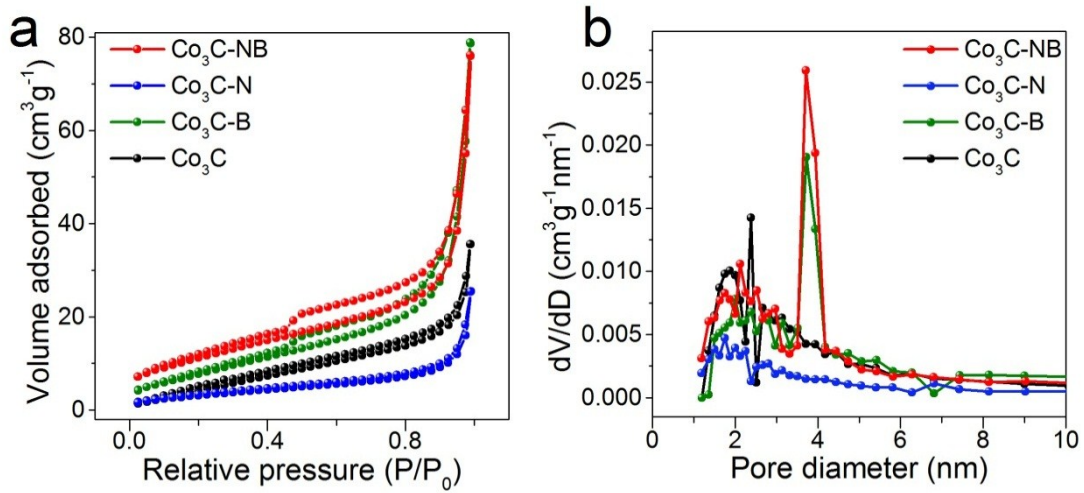 a
80
60
40
20
0
Volume adsorbed (cm³g⁻¹)
Co₃C-NB
Co₃C-N
Co₃C-B
Co₃C
0.0 0.4 0.8
Relative pressure (P/P₀)
b
0.025
0.020
0.015
0.010
0.005
0.000
dV/dD (cm³g⁻¹nm⁻¹)
Co₃C-NB
Co₃C-N
Co₃C-B
Co₃C
0 2 4 6 8 10
Pore diameter (nm)